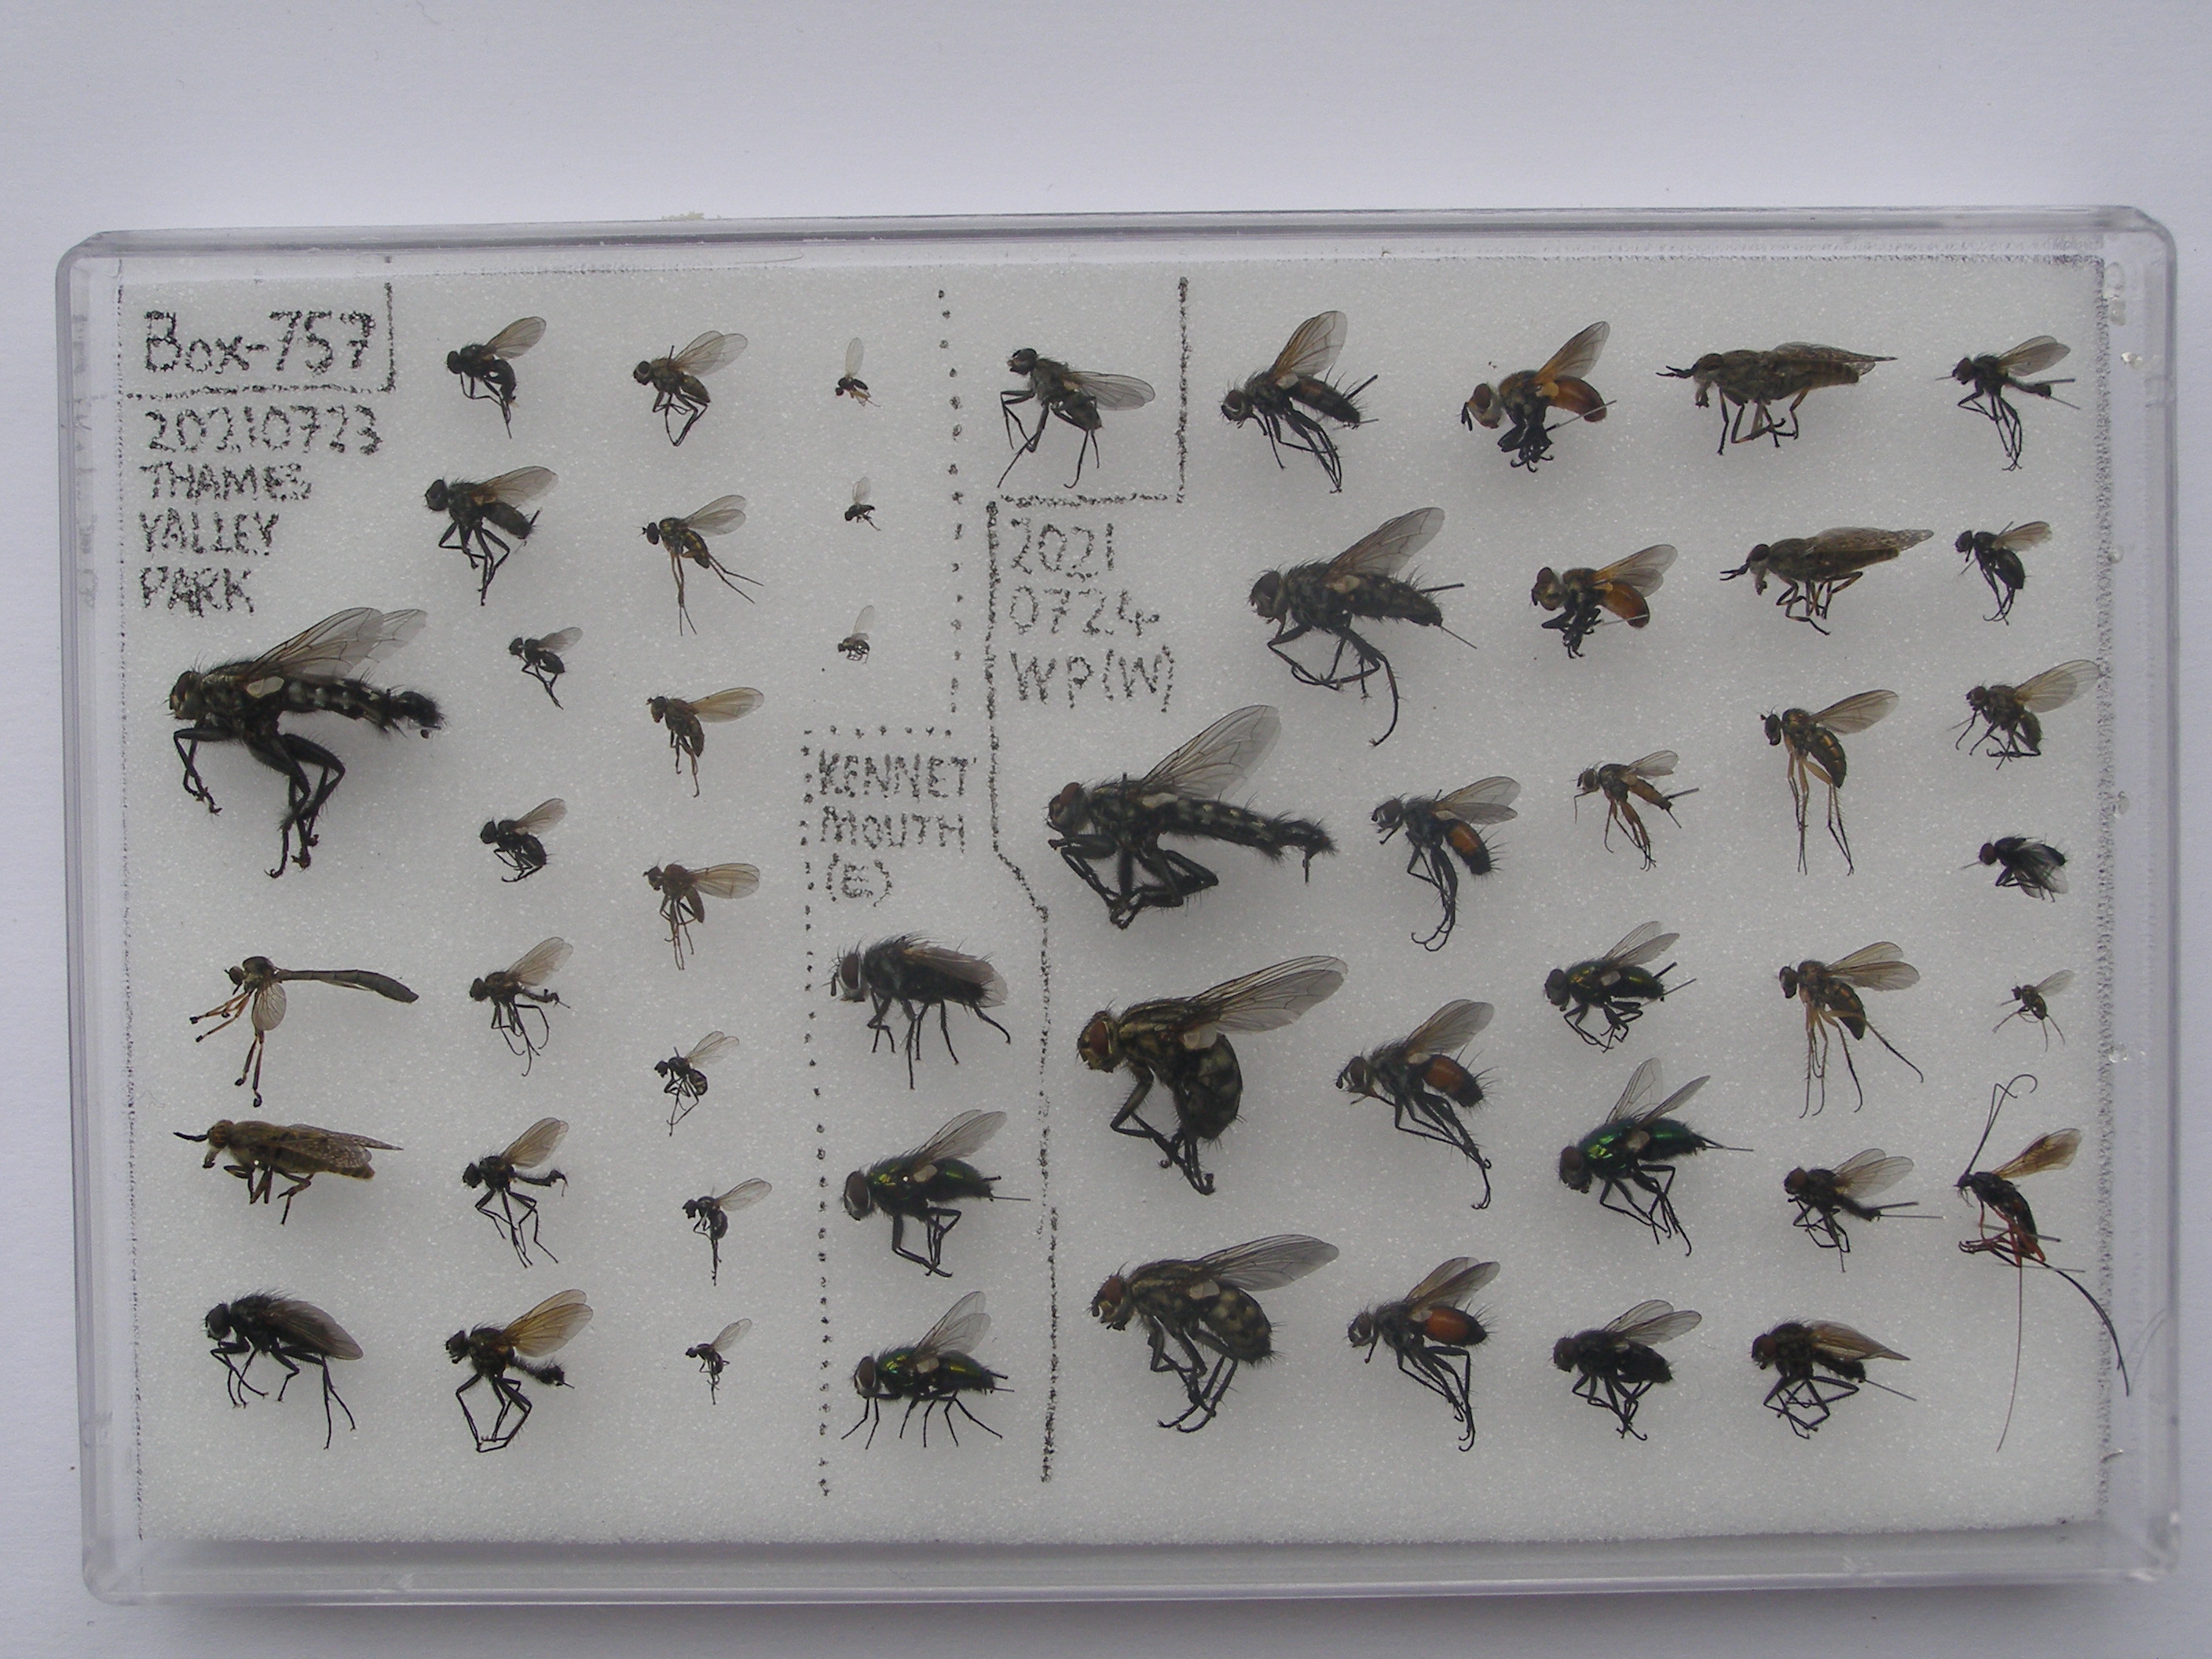 Box-757
20210723
THAMES
VALLEY
PARK
KENNET
MOUTH
(E)
2021
0724
WP(W)